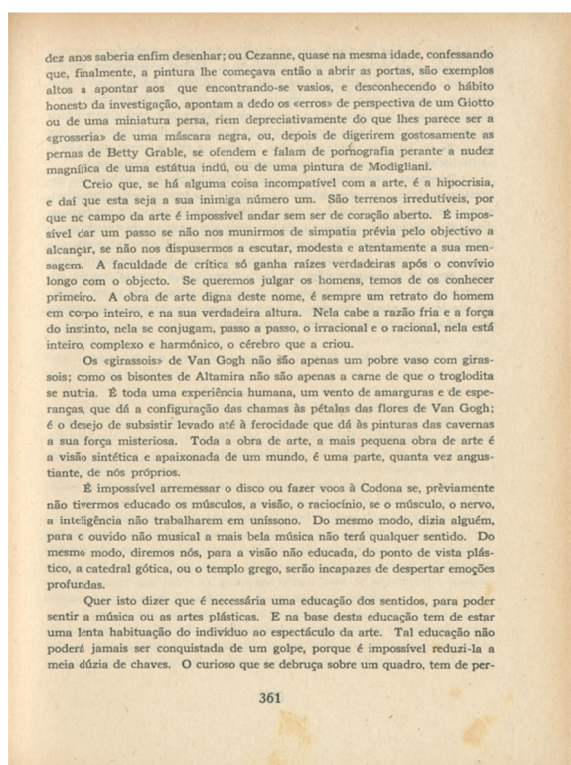 dez anos saberia enfim desenhar; ou Cezanne, quase na mesma idade, confessando
que, finalmente, a pintura lhe começava então a abrir as portas, são exemplos
altos a apontar aos que encontrando-se vasios, e desconhecendo o hábito
honesto da investigação, apontam a dedo os «erros» de perspectiva de um Giotto
ou de uma miniatura persa, riem depreciativamente do que lhes parece ser a
«grosseria» de uma máscara negra, ou, depois de digerirem gostosamente as
pernas de Betty Grable, se ofendem e falam de pornografia perante a nudez
magnífica de uma estátua indú, ou de uma pintura de Modigliani.
Creio que, se há alguma coisa incompatível com a arte, é a hipocrisia,
e daí que esta seja a sua inimiga número um. São terrenos irredutíveis, por
que no campo da arte é impossível andar sem ser de coração aberto. É impos-
sível dar um passo se não nos munirmos de simpatia prévia pelo objectivo a
alcançar, se não nos dispusermos a escutar, modesta e atentamente a sua men-
sagem. A faculdade de crítica só ganha raízes verdadeiras após o convívio
longo com o objecto. Se queremos julgar os homens, temos de os conhecer
primeiro. A obra de arte digna deste nome, é sempre um retrato do homem
em corpo inteiro, e na sua verdadeira altura. Nela cabe a razão fria e a força
do instinto, nela se conjugam, passo a passo, o irracional e o racional, nela está
inteiro, complexo e harmónico, o cérebro que a criou.
Os «girassois» de Van Gogh não são apenas um pobre vaso com giras-
sois; como os bisontes de Altamira não são apenas a carne de que o troglodita
se nutria. É toda uma experiência humana, um vento de amarguras e de espe-
ranças, que dá a configuração das chamas às pétalas das flores de Van Gogh;
é o desejo de subsistir levado até à ferocidade que dá às pinturas das cavernas
a sua força misteriosa. Toda a obra de arte, a mais pequena obra de arte é
a visão sintética e apaixonada de um mundo, é uma parte, quanta vez angus-
tiante, de nós próprios.
É impossível arremessar o disco ou fazer voos à Codona se, prèviamente
não tivermos educado os músculos, a visão, o raciocínio, se o músculo, o nervo,
a inteligência não trabalharem em uníssono. Do mesmo modo, dizia alguém,
para o ouvido não musical a mais bela música não terá qualquer sentido. Do
mesmo modo, diremos nós, para a visão não educada, do ponto de vista plás-
tico, a catedral gótica, ou o templo grego, serão incapazes de despertar emoções
profundas.
Quer isto dizer que é necessária uma educação dos sentidos, para poder
sentir a música ou as artes plásticas. E na base desta educação tem de estar
uma lenta habituação do indivíduo ao espectáculo da arte. Tal educação não
poderá jamais ser conquistada de um golpe, porque é impossível reduzi-la a
meia dúzia de chaves. O curioso que se debruça sobre um quadro, tem de per-
361